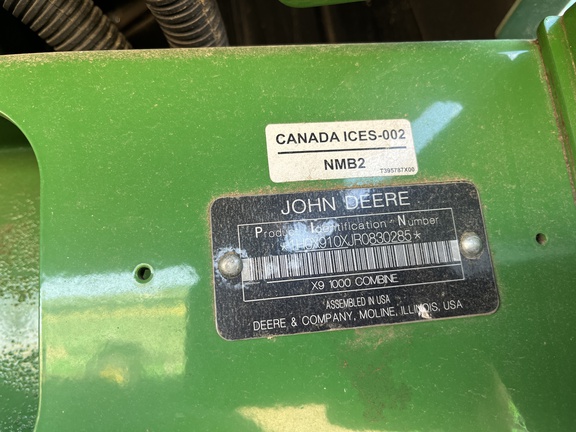 CANADA ICES-002
NMB2
T395787X00
JOHN DEERE
Product Identification Number
X9 1000 COMBINE
ASSEMBLED IN USA
DEERE & COMPANY, MOLINE, ILLINOIS, USA